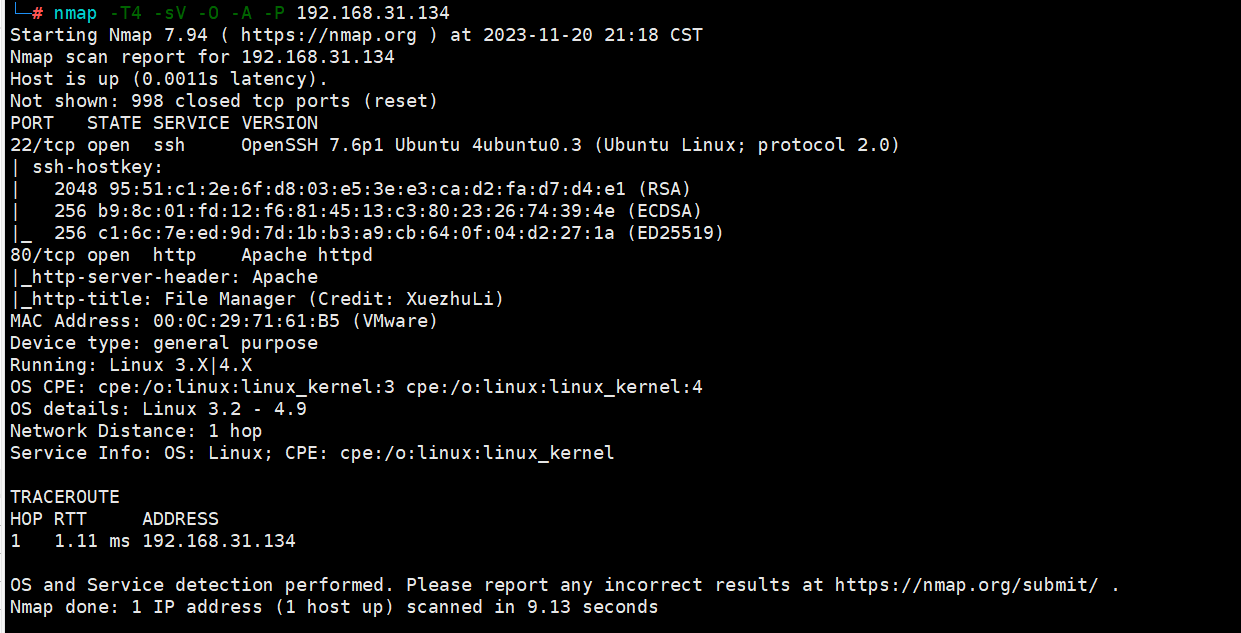 └─# nmap -T4 -sV -O -A -P 192.168.31.134
Starting Nmap 7.94 ( https://nmap.org ) at 2023-11-20 21:18 CST
Nmap scan report for 192.168.31.134
Host is up (0.0011s latency).
Not shown: 998 closed tcp ports (reset)
PORT   STATE SERVICE VERSION
22/tcp open  ssh     OpenSSH 7.6p1 Ubuntu 4ubuntu0.3 (Ubuntu Linux; protocol 2.0)
| ssh-hostkey:
|   2048 95:51:c1:2e:6f:d8:03:e5:3e:e3:ca:d2:fa:d7:d4:e1 (RSA)
|   256 b9:8c:01:fd:12:f6:81:45:13:c3:80:23:26:74:39:4e (ECDSA)
|_  256 c1:6c:7e:ed:9d:7d:1b:b3:a9:cb:64:0f:04:d2:27:1a (ED25519)
80/tcp open  http    Apache httpd
|_http-server-header: Apache
|_http-title: File Manager (Credit: XuezhuLi)
MAC Address: 00:0C:29:71:61:B5 (VMware)
Device type: general purpose
Running: Linux 3.X|4.X
OS CPE: cpe:/o:linux:linux_kernel:3 cpe:/o:linux:linux_kernel:4
OS details: Linux 3.2 - 4.9
Network Distance: 1 hop
Service Info: OS: Linux; CPE: cpe:/o:linux:linux_kernel

TRACEROUTE
HOP RTT     ADDRESS
1   1.11 ms 192.168.31.134

OS and Service detection performed. Please report any incorrect results at https://nmap.org/submit/ .
Nmap done: 1 IP address (1 host up) scanned in 9.13 seconds